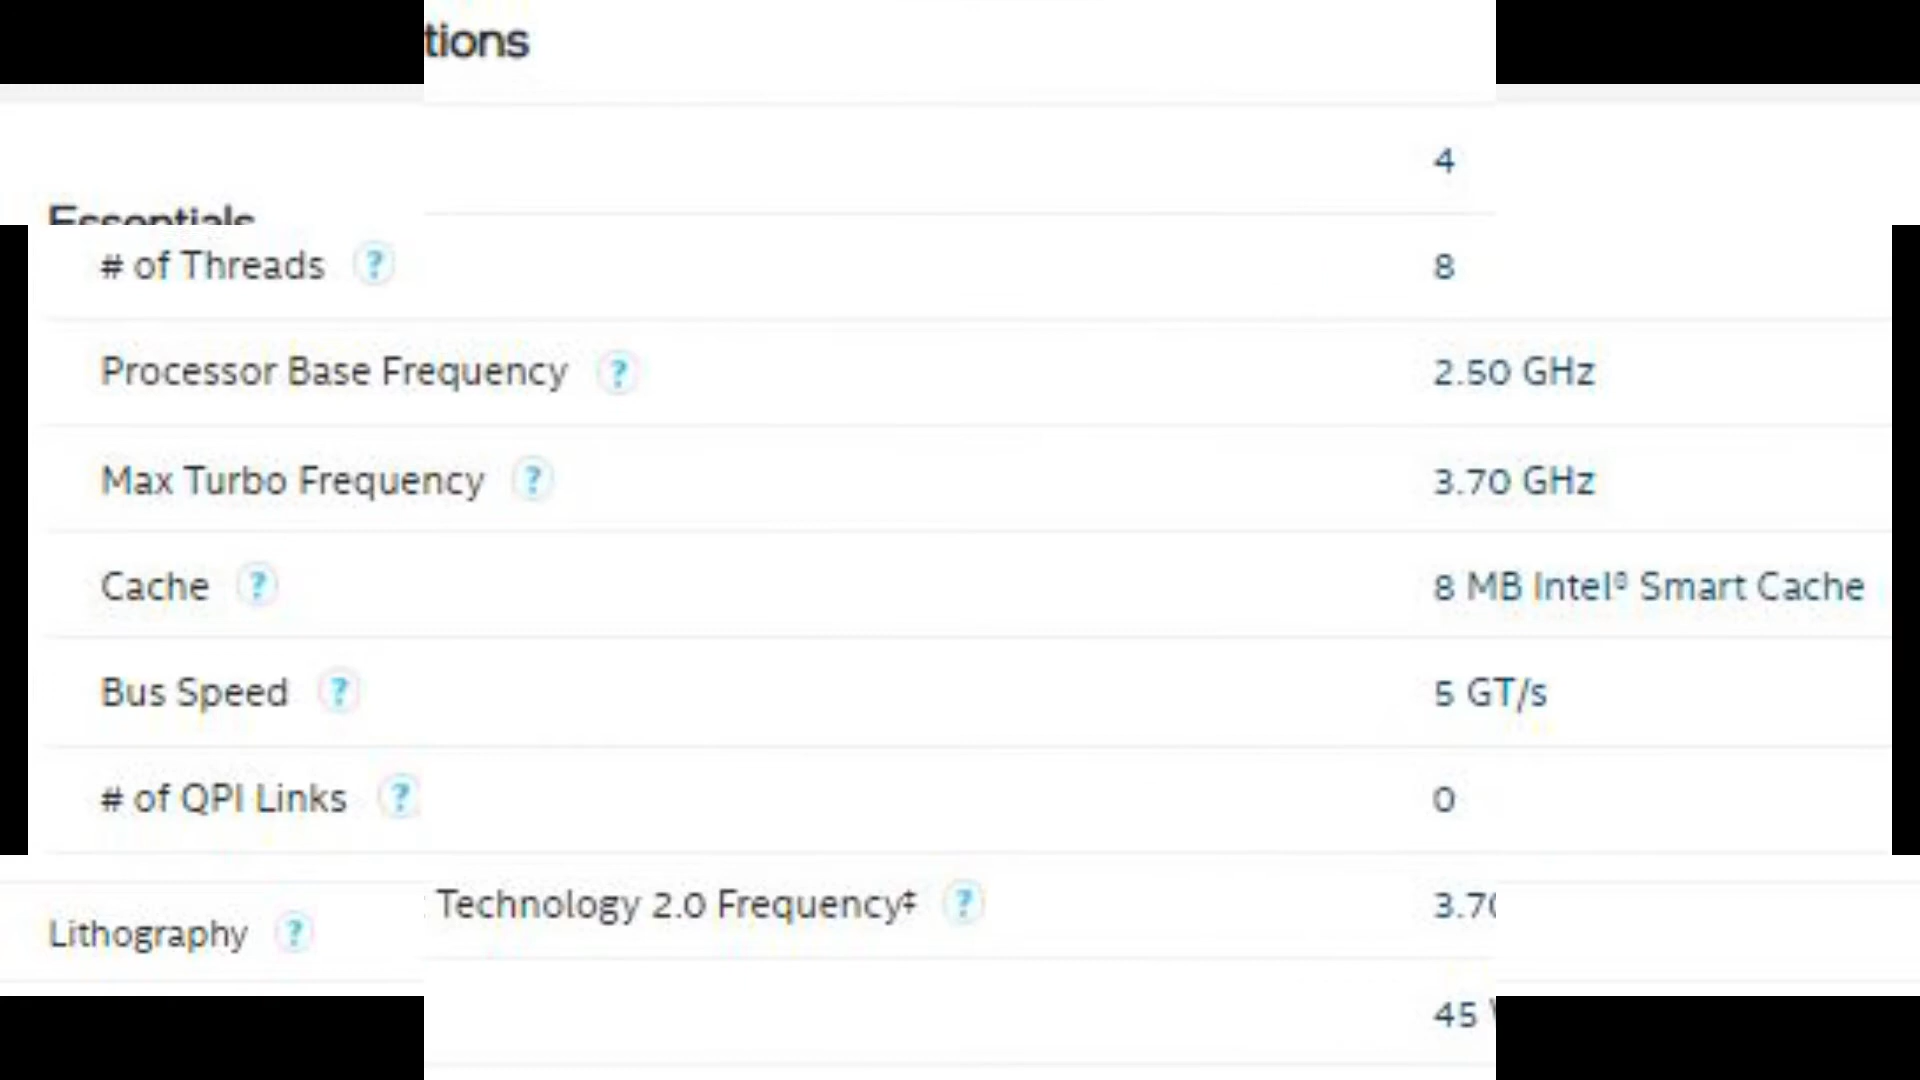 tions
4
Essentials
# of Threads ? 8
Processor Base Frequency ? 2.50 GHz
Max Turbo Frequency ? 3.70 GHz
Cache ? 8 MB Intel® Smart Cache
Bus Speed ? 5 GT/s
# of QPI Links ? 0
Technology 2.0 Frequency‡ ? 3.70
Lithography ?
45